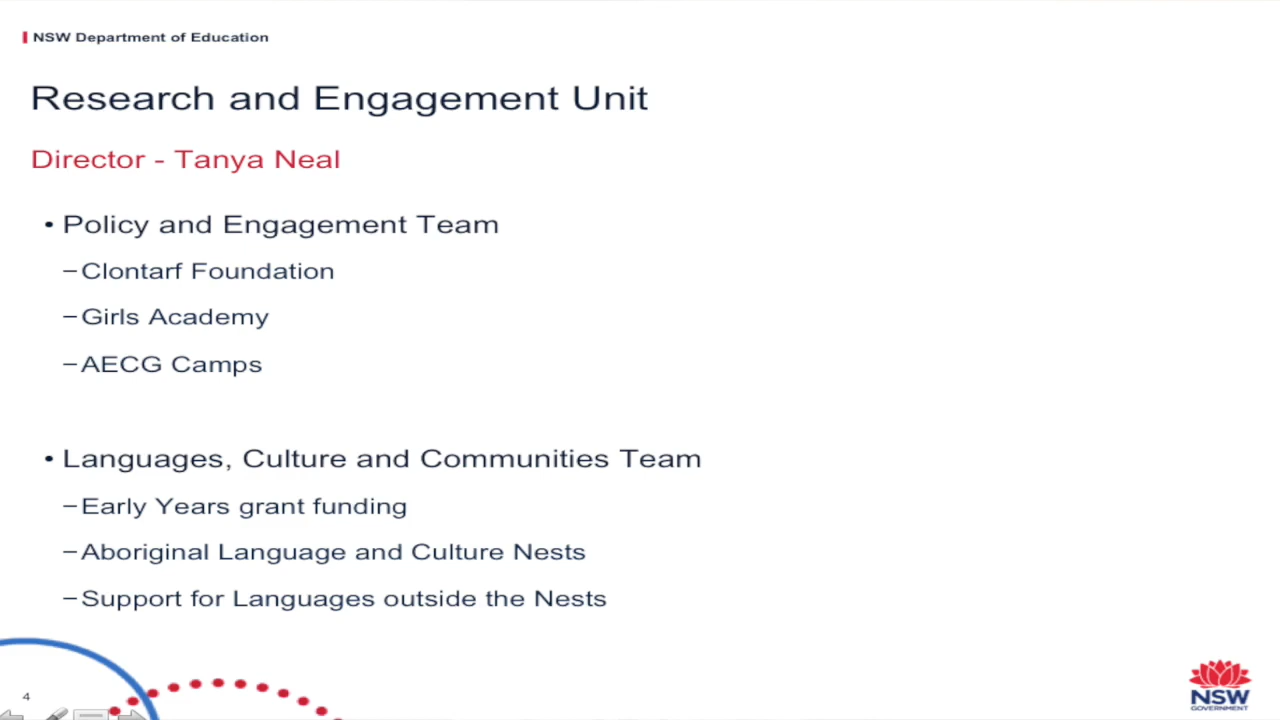 NSW Department of Education
Research and Engagement Unit
Director - Tanya Neal
• Policy and Engagement Team
– Clontarf Foundation
– Girls Academy
– AECG Camps
• Languages, Culture and Communities Team
– Early Years grant funding
– Aboriginal Language and Culture Nests
– Support for Languages outside the Nests
4
NSW
GOVERNMENT